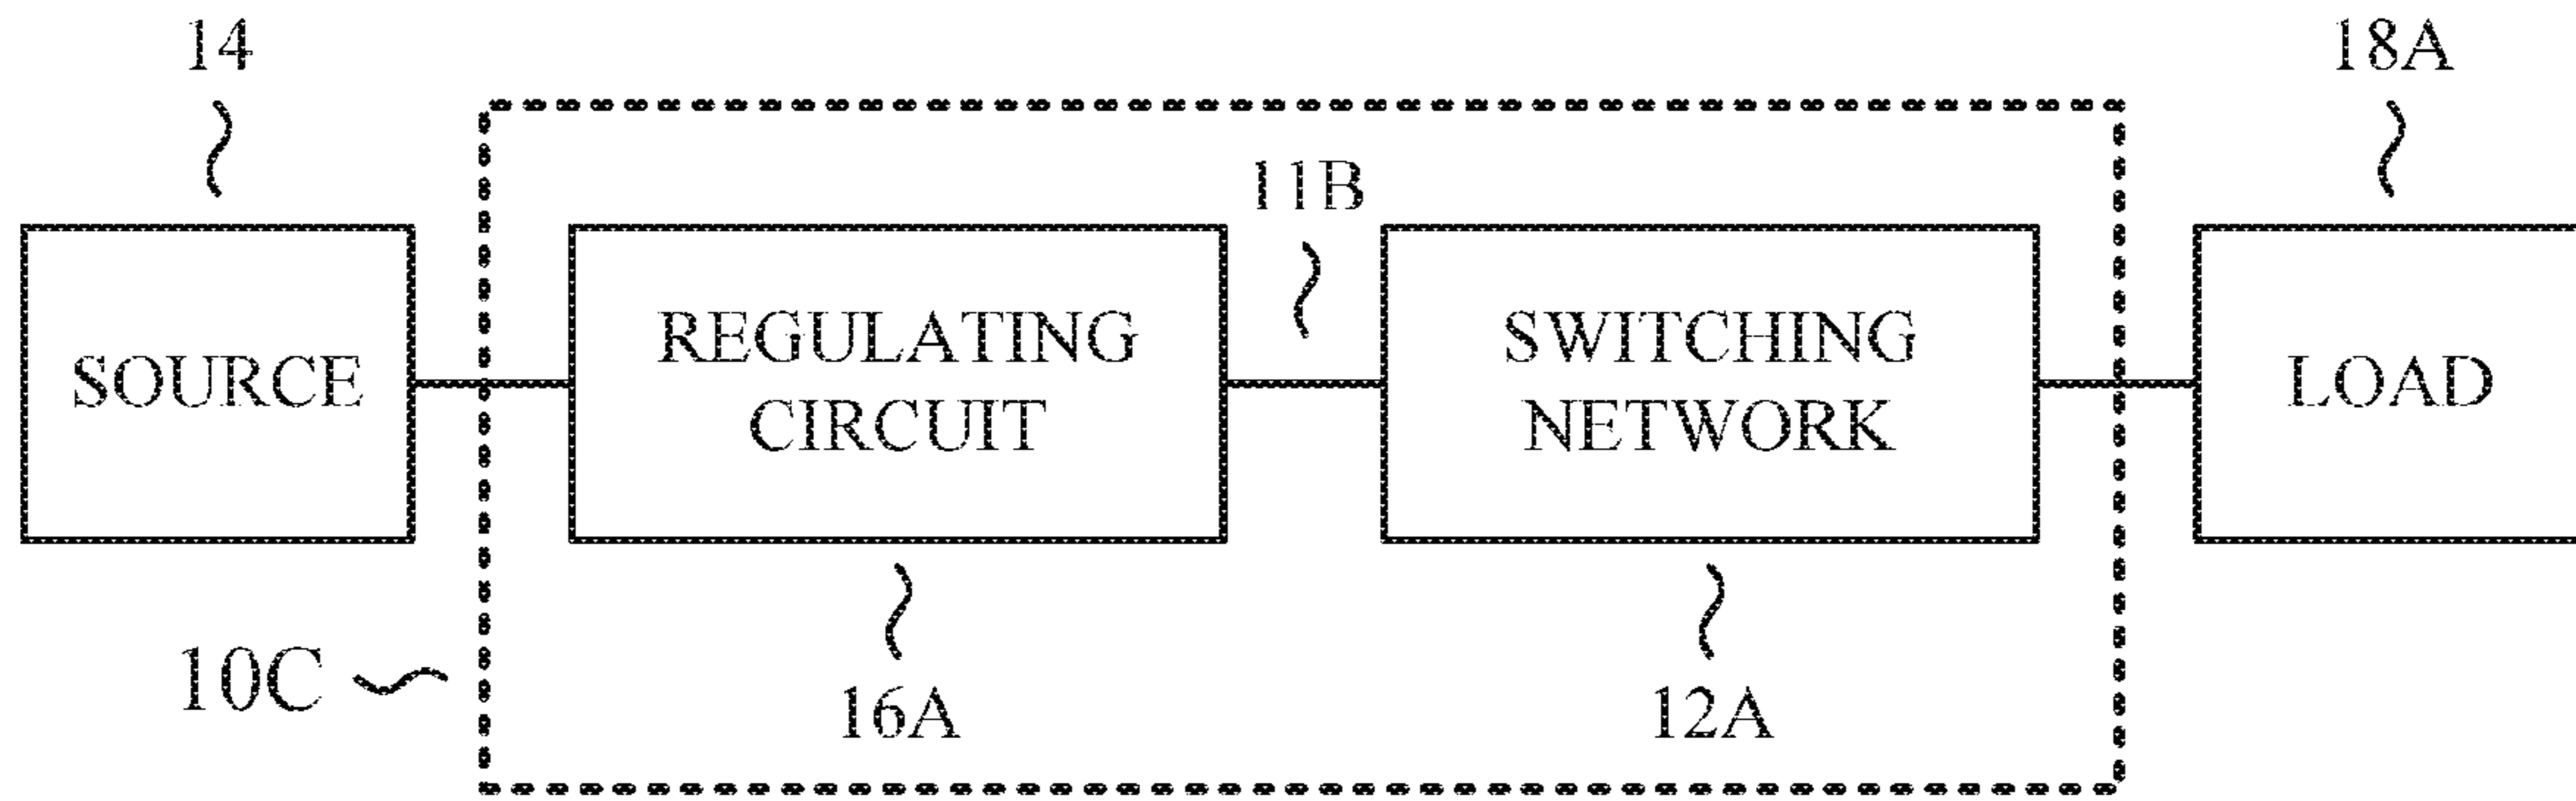 14
18A
11B
SOURCE
REGULATING
CIRCUIT
SWITCHING
NETWORK
LOAD
10C
16A
12A